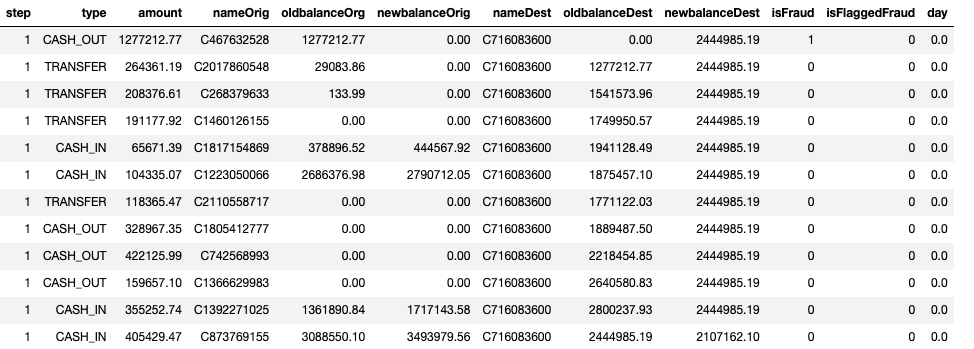 step type amount nameOrig oldbalanceOrg newbalanceOrig nameDest oldbalanceDest newbalanceDest isFraud isFlaggedFraud day
1 CASH_OUT 1277212.77 C467632528 1277212.77 0.00 C716083600 0.00 2444985.19 1 0 0.0
1 TRANSFER 264361.19 C2017860548 29083.86 0.00 C716083600 1277212.77 2444985.19 0 0 0.0
1 TRANSFER 208376.61 C268379633 133.99 0.00 C716083600 1541573.96 2444985.19 0 0 0.0
1 TRANSFER 191177.92 C1460126155 0.00 0.00 C716083600 1749950.57 2444985.19 0 0 0.0
1 CASH_IN 65671.39 C1817154869 378896.52 444567.92 C716083600 1941128.49 2444985.19 0 0 0.0
1 CASH_IN 104335.07 C1223050066 2686376.98 2790712.05 C716083600 1875457.10 2444985.19 0 0 0.0
1 TRANSFER 118365.47 C2110558717 0.00 0.00 C716083600 1771122.03 2444985.19 0 0 0.0
1 CASH_OUT 328967.35 C1805412777 0.00 0.00 C716083600 1889487.50 2444985.19 0 0 0.0
1 CASH_OUT 422125.99 C742568993 0.00 0.00 C716083600 2218454.85 2444985.19 0 0 0.0
1 CASH_OUT 159657.10 C1366629983 0.00 0.00 C716083600 2640580.83 2444985.19 0 0 0.0
1 CASH_IN 355252.74 C1392271025 1361890.84 1717143.58 C716083600 2800237.93 2444985.19 0 0 0.0
1 CASH_IN 405429.47 C873769155 3088550.10 3493979.56 C716083600 2444985.19 2107162.10 0 0 0.0